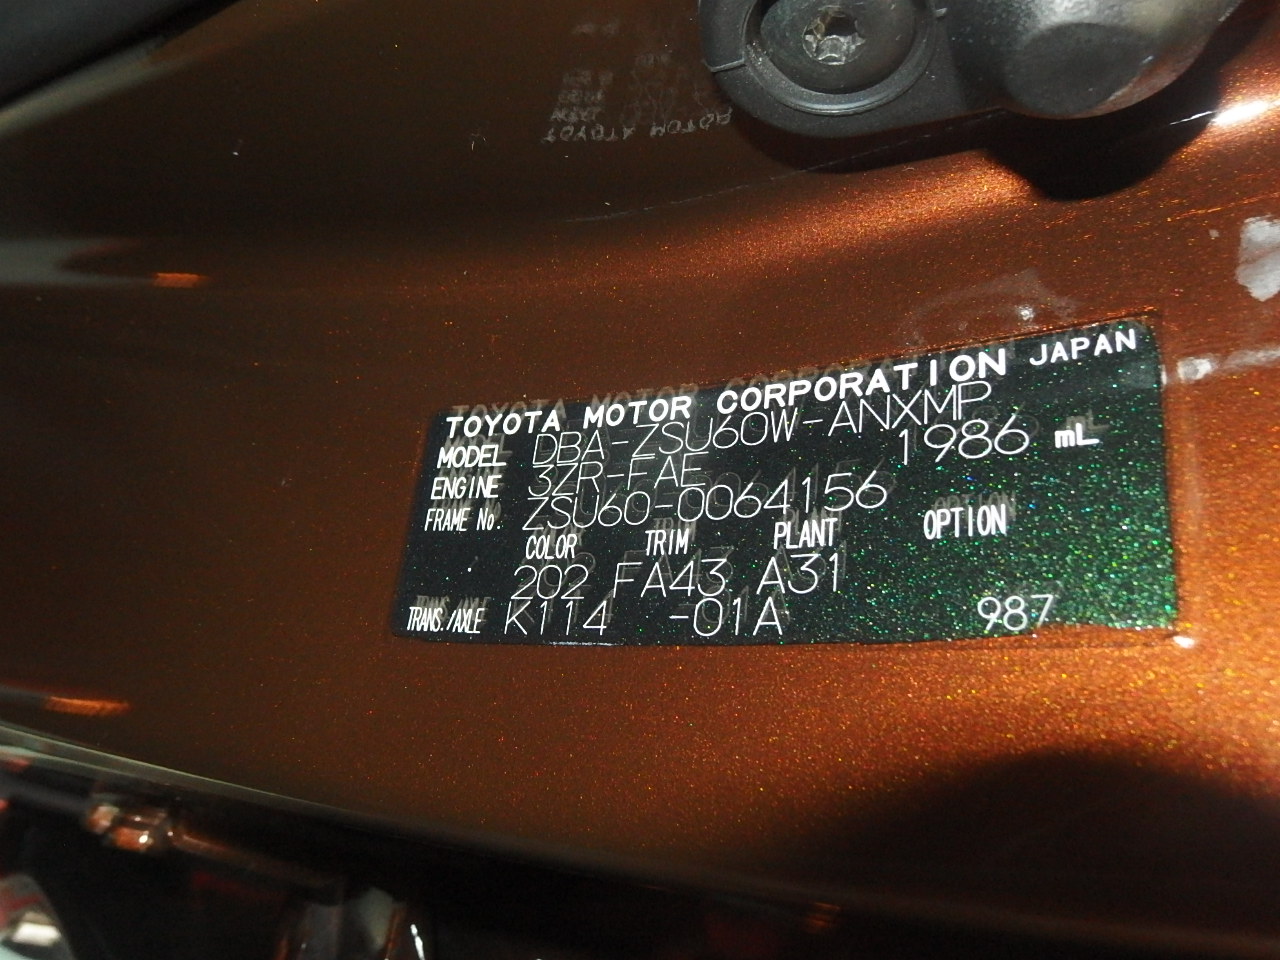 TOYOTA MOTOR CORPORATION JAPAN
MODEL DBA-ZSU60W-ANXMP
ENGINE 3ZR-FAE 1986 mL
FRAME No. ZSU60-0064156
COLOR TRIM PLANT OPTION
202 FA43 A31
TRANS./AXLE K114 -01A 987